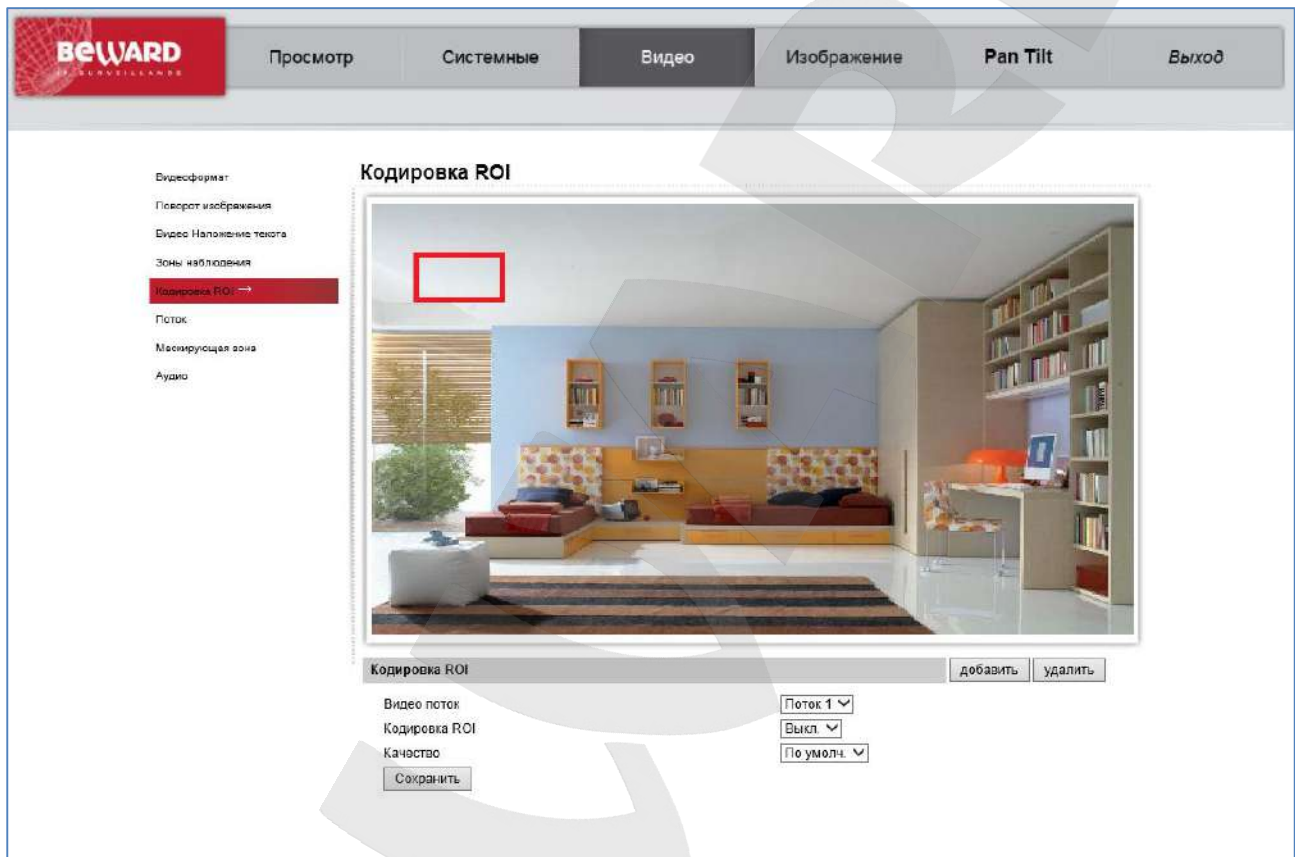 BEWARD
IP SURVEILLANCE
Просмотр
Системные
Видео
Изображение
Pan Tilt
Выход
Кодировка ROI
Видеоформат
Поворот изображения
Видео Наложение текста
Зоны наблюдения
Кодировка ROI →
Поток
Маскирующая зона
Аудио
Кодировка ROI
добавить
удалить
Видео поток
Поток 1
Кодировка ROI
Выкл.
Качество
По умолч.
Сохранить